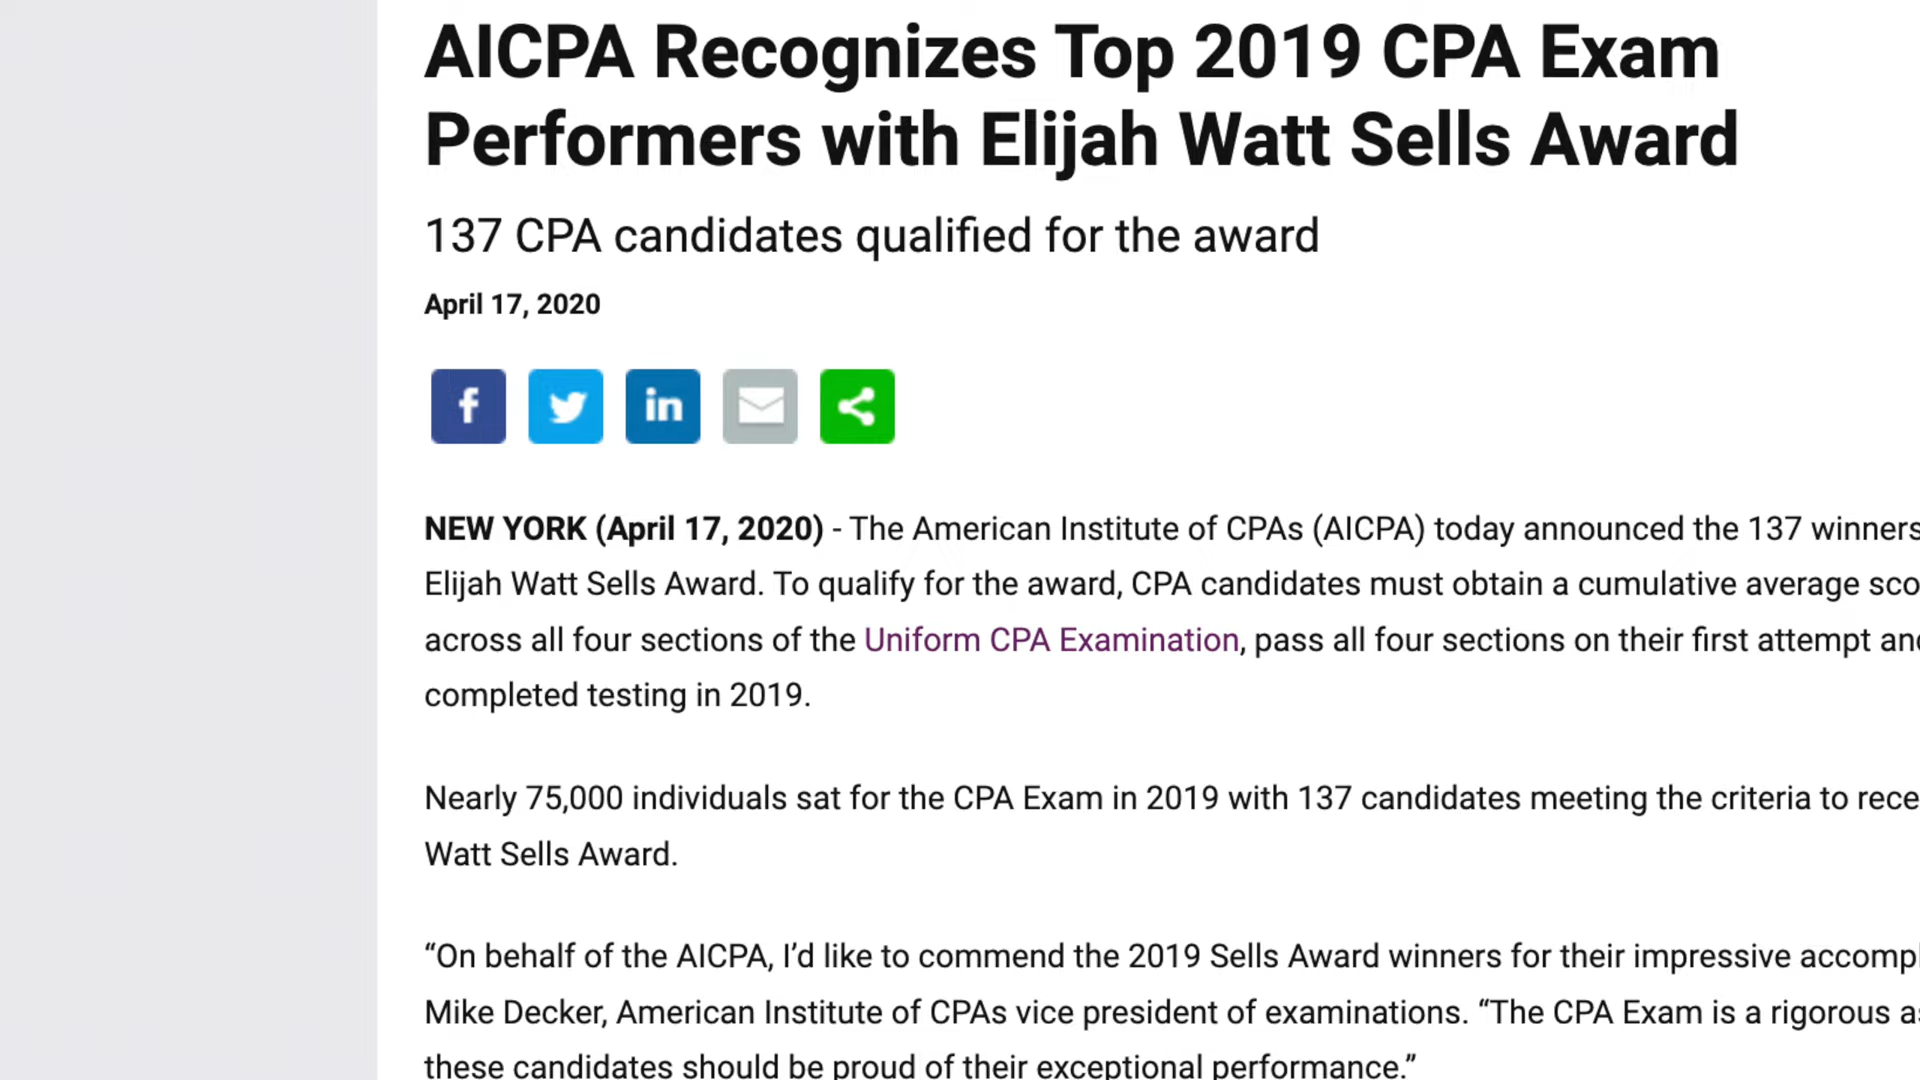 AICPA Recognizes Top 2019 CPA Exam
Performers with Elijah Watt Sells Award
137 CPA candidates qualified for the award
April 17, 2020
f in
NEW YORK (April 17, 2020) - The American Institute of CPAs (AICPA) today announced the 137 winners
Elijah Watt Sells Award. To qualify for the award, CPA candidates must obtain a cumulative average sco
across all four sections of the Uniform CPA Examination, pass all four sections on their first attempt an
completed testing in 2019.
Nearly 75,000 individuals sat for the CPA Exam in 2019 with 137 candidates meeting the criteria to rece
Watt Sells Award.
“On behalf of the AICPA, I’d like to commend the 2019 Sells Award winners for their impressive accompl
Mike Decker, American Institute of CPAs vice president of examinations. “The CPA Exam is a rigorous a
these candidates should be proud of their exceptional performance.”